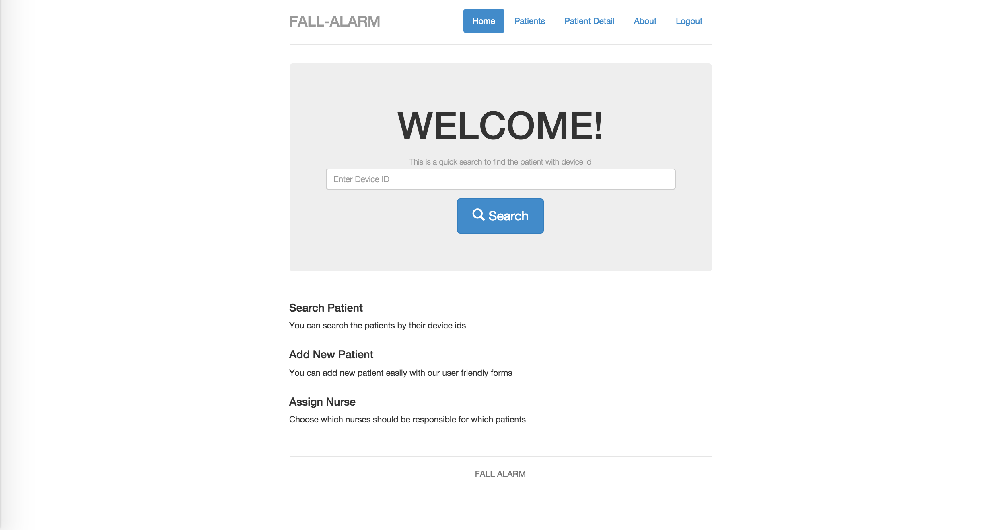 FALL-ALARM
Home Patients Patient Detail About Logout
WELCOME!
This is a quick search to find the patient with device id
Enter Device ID
Search
Search Patient
You can search the patients by their device ids
Add New Patient
You can add new patient easily with our user friendly forms
Assign Nurse
Choose which nurses should be responsible for which patients
FALL ALARM